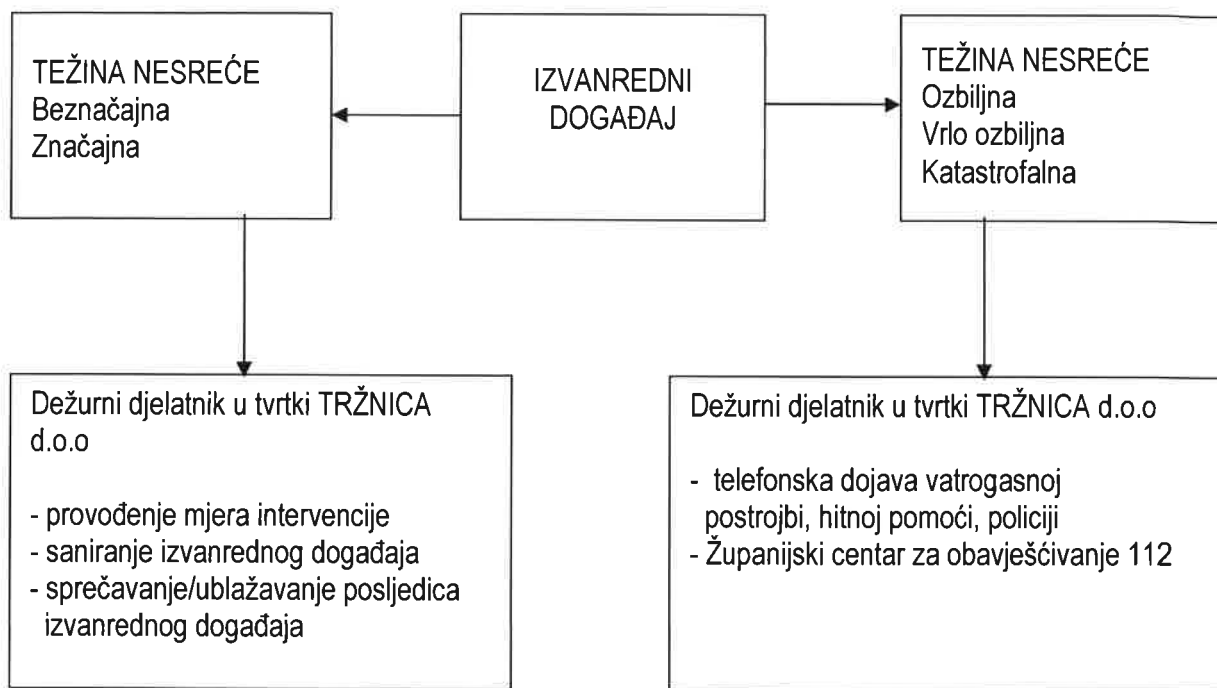 TEŽINA NESREĆE
Beznačajna
Značajna
IZVANREDNI
DOGAĐAJ
TEŽINA NESREĆE
Ozbiljna
Vrlo ozbiljna
Katastrofalna
Dežurni djelatnik u tvrtki TRŽNICA
d.o.o
- provođenje mjera intervencije
- saniranje izvanrednog događaja
- sprečavanje/ublažavanje posljedica
izvanrednog događaja
Dežurni djelatnik u tvrtki TRŽNICA d.o.o
- telefonska dojava vatrogasnoj
postrojbi, hitnoj pomoći, policiji
- Županijski centar za obavješćivanje 112